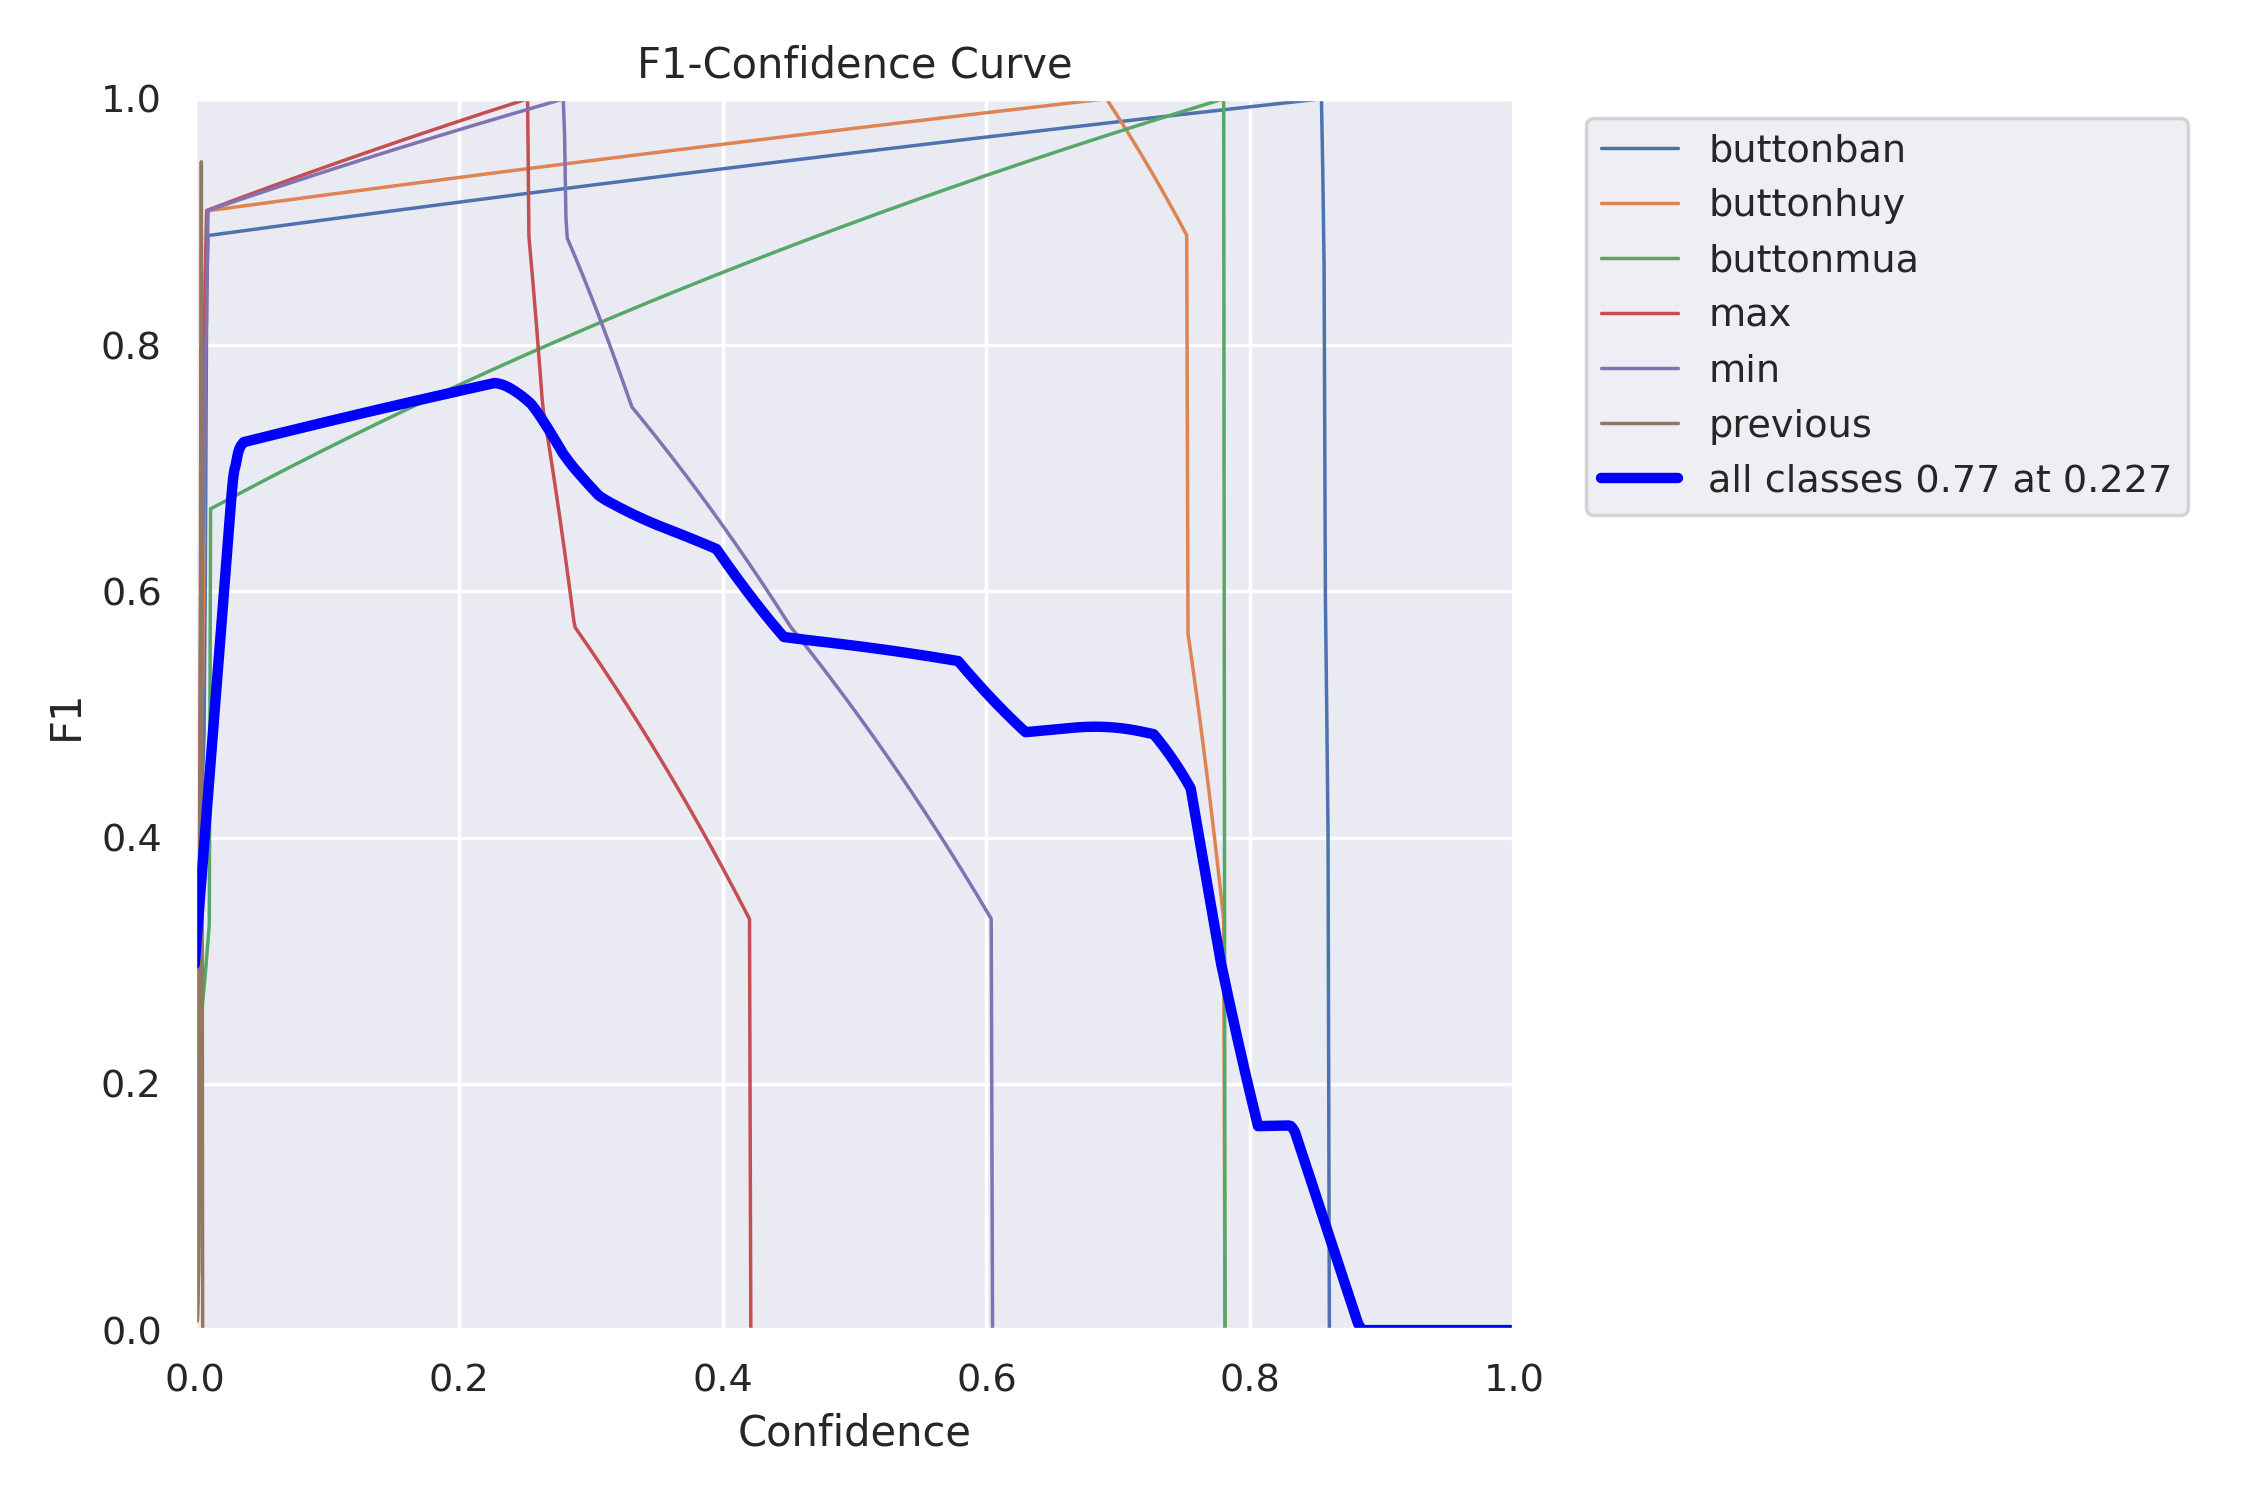 F1-Confidence Curve
1.0
0.8
0.6
0.4
0.2
0.0
F1
0.0 0.2 0.4 0.6 0.8 1.0
Confidence
buttonban
buttonhuy
buttonmua
max
min
previous
all classes 0.77 at 0.227